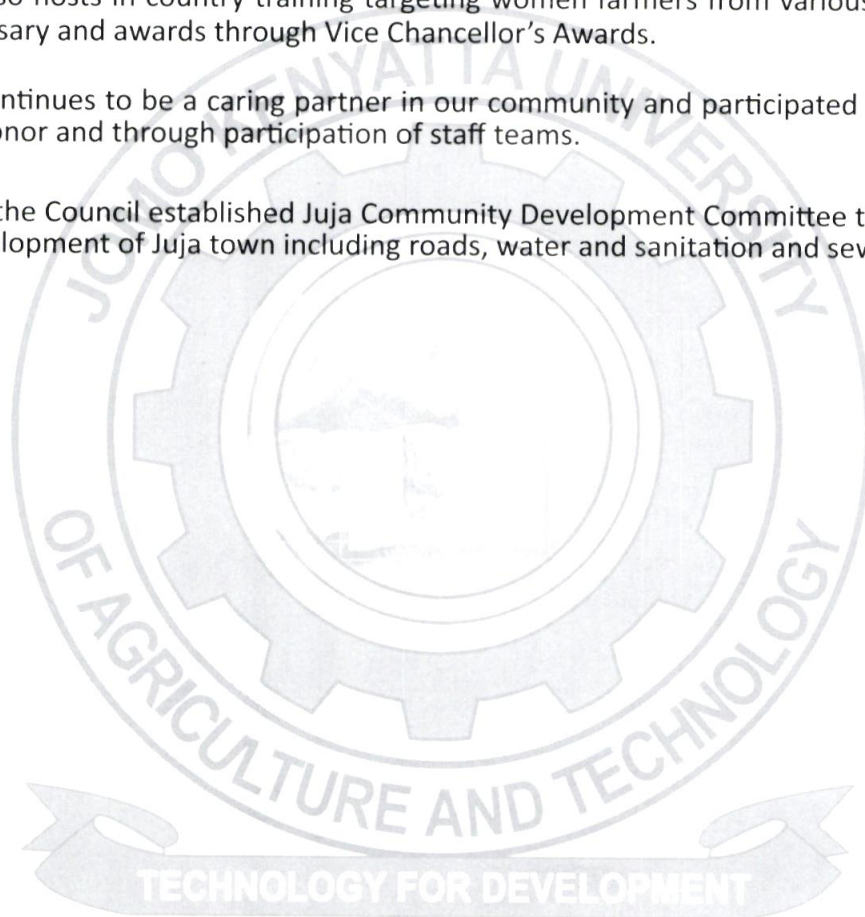 so hosts in country training targeting women farmers from various
sary and awards through Vice Chancellor's Awards.
ntinues to be a caring partner in our community and participated
nor and through participation of staff teams.
the Council established Juja Community Development Committee t
lopment of Juja town including roads, water and sanitation and sev
JOMO KENYATTA UNIVERSITY
OF AGRICULTURE AND TECHNOLOGY
TECHNOLOGY FOR DEVELOPMENT